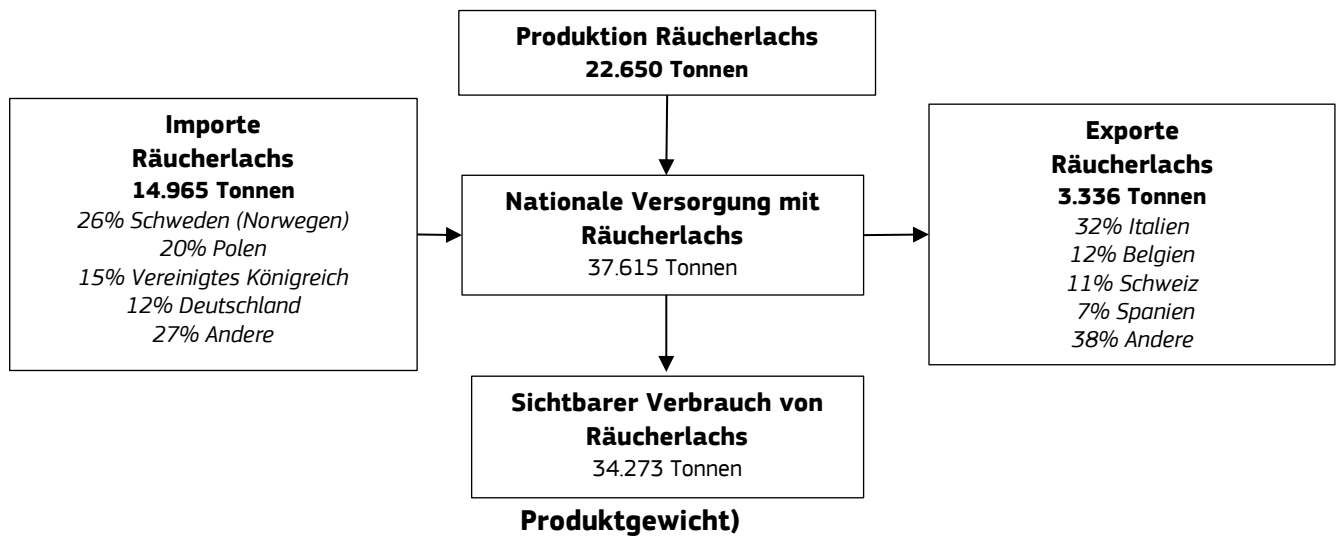 Produktion Räucherlachs
22.650 Tonnen
Importe
Räucherlachs
14.965 Tonnen
26% Schweden (Norwegen)
20% Polen
15% Vereinigtes Königreich
12% Deutschland
27% Andere
Nationale Versorgung mit
Räucherlachs
37.615 Tonnen
Exporte
Räucherlachs
3.336 Tonnen
32% Italien
12% Belgien
11% Schweiz
7% Spanien
38% Andere
Sichtbarer Verbrauch von
Räucherlachs
34.273 Tonnen
Produktgewicht)